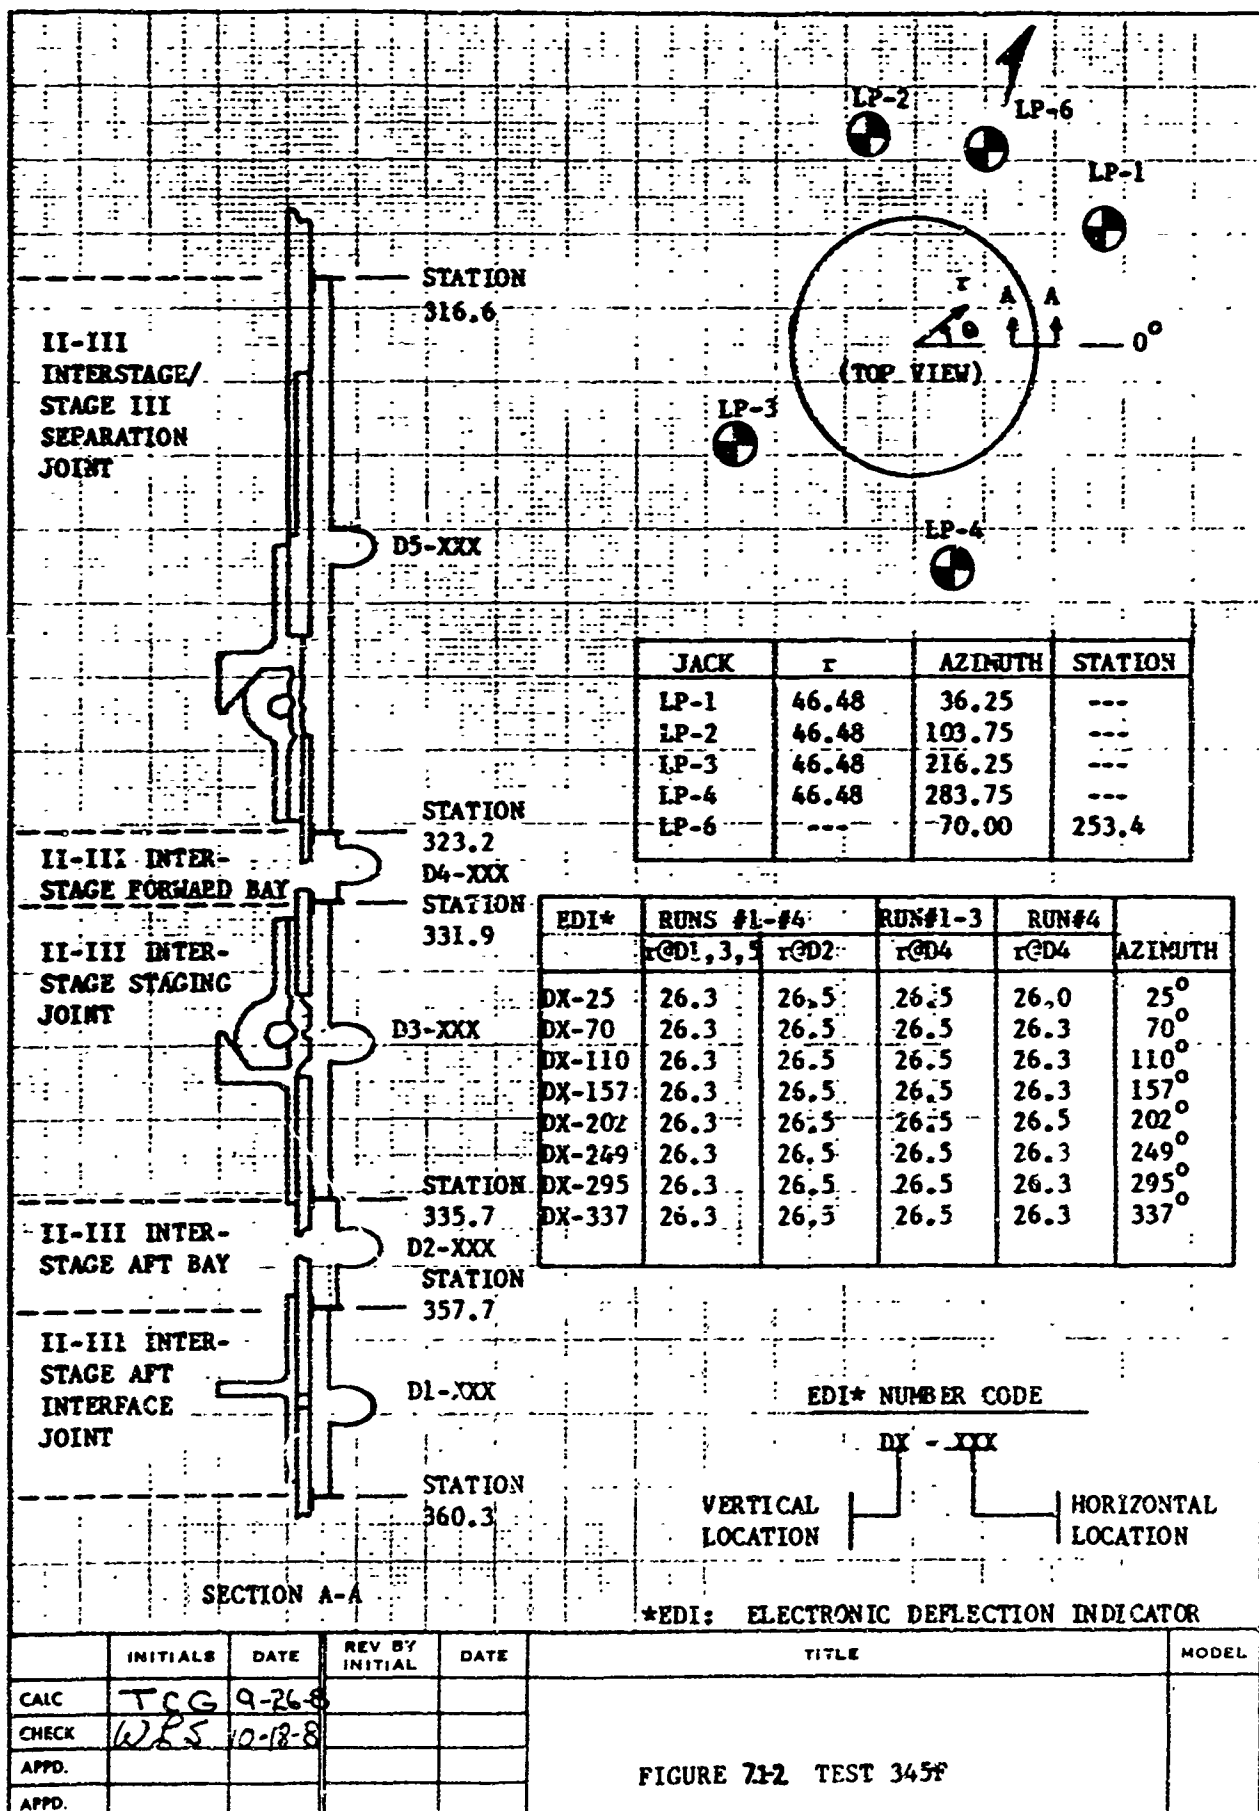 LP-2
LP-6
LP-1
STATION
316.6
r A A
θ 0°
(TOP VIEW)
II-III
INTERSTAGE/
STAGE III
SEPARATION
JOINT
LP-3
D5-XXX
LP-4
JACK r AZIMUTH STATION
LP-1 46.48 36.25 ---
LP-2 46.48 103.75 ---
LP-3 46.48 216.25 ---
LP-4 46.48 283.75 ---
LP-6 --- 70.00 253.4
STATION
323.2
II-III INTER-
STAGE FORWARD BAY
D4-XXX
STATION
331.9
II-III INTER-
STAGE STAGING
JOINT
D3-XXX
EDI* RUNS #1-#4 RUN#1-3 RUN#4
r@D1,3,5 r@D2 r@D4 r@D4 AZIMUTH
DX-25 26.3 26.5 26.5 26.0 25°
DX-70 26.3 26.5 26.5 26.3 70°
DX-110 26.3 26.5 26.5 26.3 110°
DX-157 26.3 26.5 26.5 26.3 157°
DX-202 26.3 26.5 26.5 26.5 202°
DX-249 26.3 26.5 26.5 26.3 249°
DX-295 26.3 26.5 26.5 26.3 295°
DX-337 26.3 26.5 26.5 26.3 337°
STATION
335.7
II-III INTER-
STAGE AFT BAY
D2-XXX
STATION
357.7
II-III INTER-
STAGE AFT
INTERFACE
JOINT
D1-XXX
EDI* NUMBER CODE
DX - XXX
VERTICAL
LOCATION
HORIZONTAL
LOCATION
STATION
360.3
SECTION A-A
*EDI: ELECTRONIC DEFLECTION INDICATOR
INITIALS DATE REV BY INITIAL DATE TITLE MODEL
CALC TCG 9-26-8
CHECK WES 10-18-8
APPD.
APPD.
FIGURE 7.1-2 TEST 345F